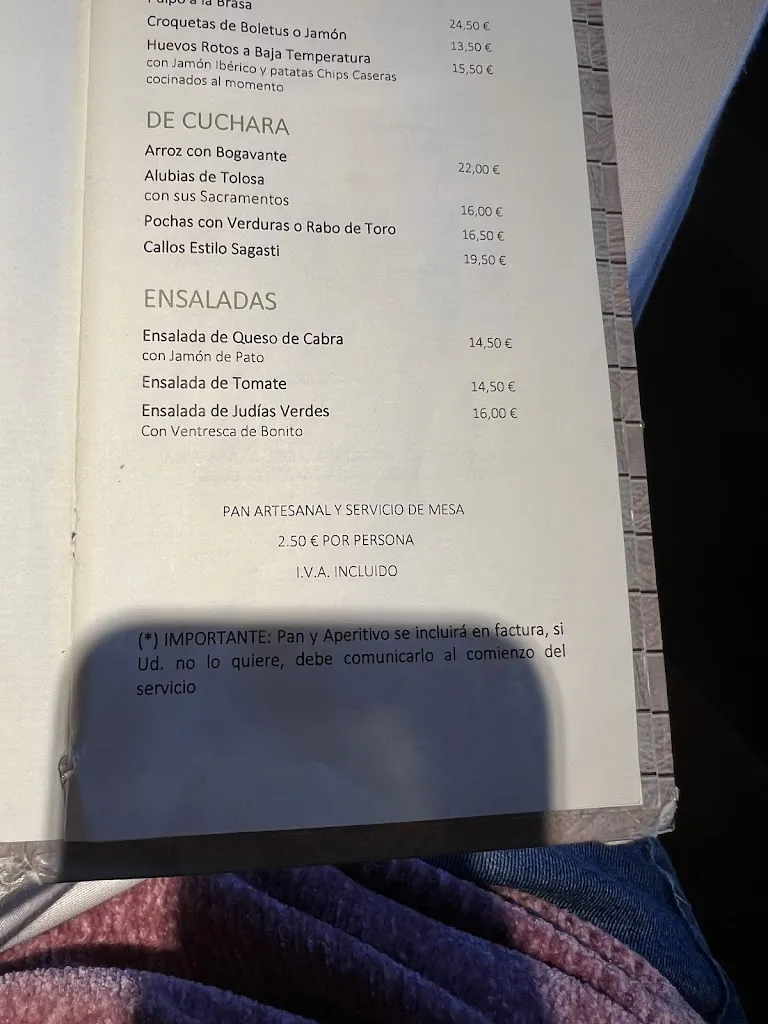 Pulpo a la Brasa 24,50 €
Croquetas de Boletus o Jamón 13,50 €
Huevos Rotos a Baja Temperatura 15,50 €
con Jamón Ibérico y patatas Chips Caseras
cocinados al momento
DE CUCHARA
Arroz con Bogavante 22,00 €
Alubias de Tolosa 16,00 €
con sus Sacramentos
Pochas con Verduras o Rabo de Toro 16,50 €
Callos Estilo Sagasti 19,50 €
ENSALADAS
Ensalada de Queso de Cabra 14,50 €
con Jamón de Pato
Ensalada de Tomate 14,50 €
Ensalada de Judías Verdes 16,00 €
Con Ventresca de Bonito
PAN ARTESANAL Y SERVICIO DE MESA
2.50 € POR PERSONA
I.V.A. INCLUIDO
(*) IMPORTANTE: Pan y Aperitivo se incluirá en factura, si
Ud. no lo quiere, debe comunicarlo al comienzo del
servicio